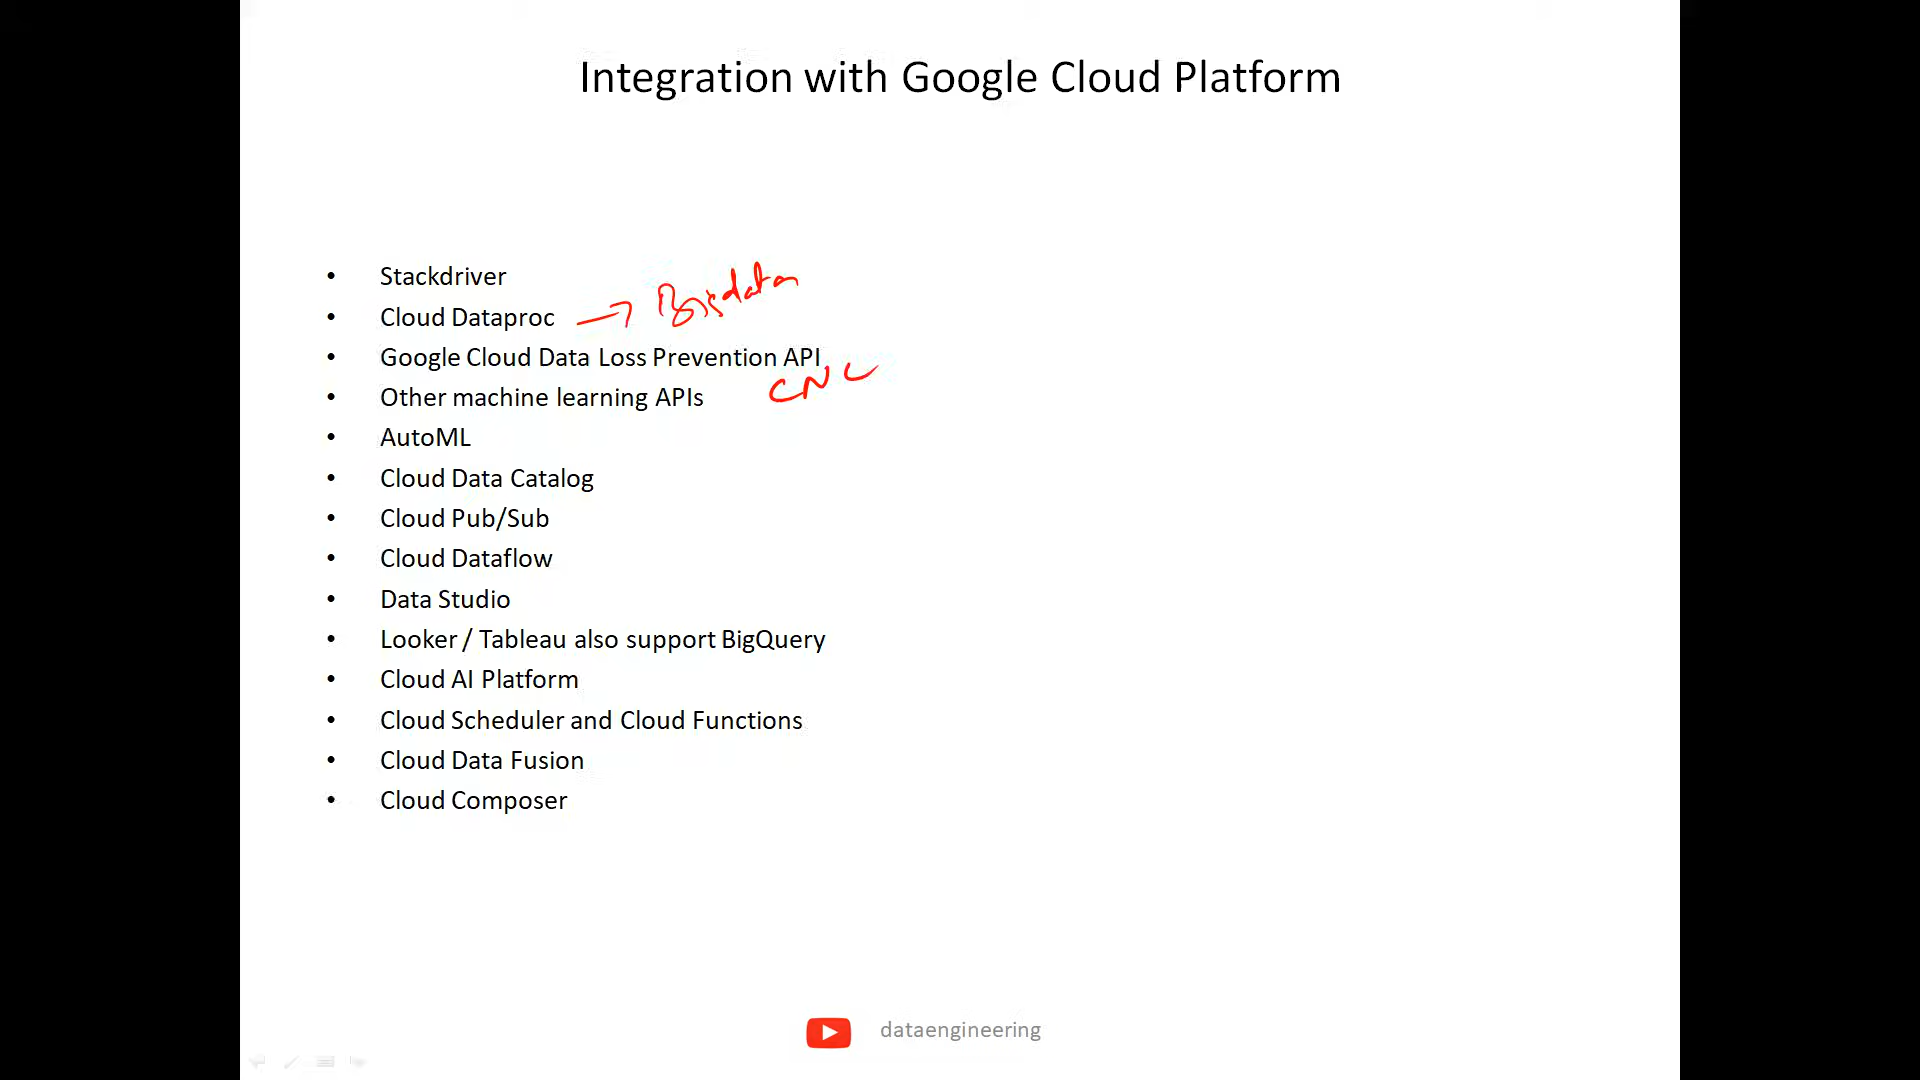 Integration with Google Cloud Platform
• Stackdriver
• Cloud Dataproc → Bigdata
• Google Cloud Data Loss Prevention API
• Other machine learning APIs
• AutoML
• Cloud Data Catalog
• Cloud Pub/Sub
• Cloud Dataflow
• Data Studio
• Looker / Tableau also support BigQuery
• Cloud AI Platform
• Cloud Scheduler and Cloud Functions
• Cloud Data Fusion
• Cloud Composer
dataengineering